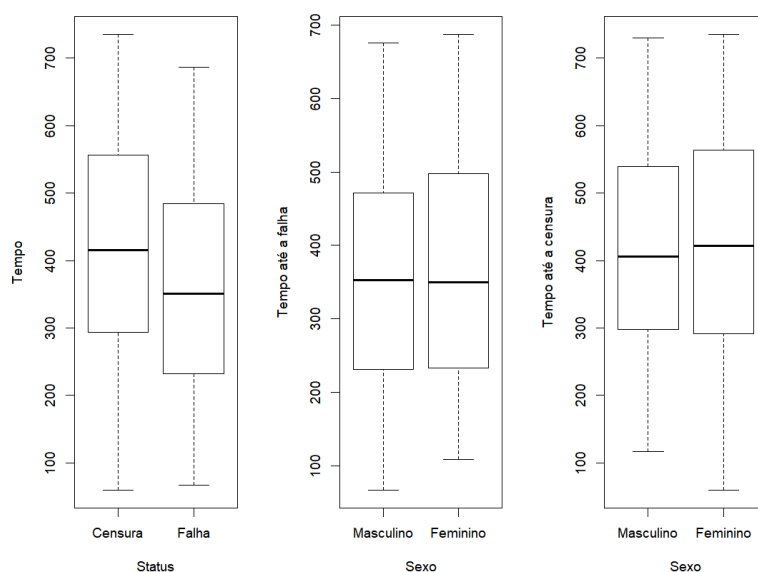 Tempo
700
600
500
400
300
200
100
Censura Falha
Status
Tempo até a falha
700
600
500
400
300
200
100
Masculino Feminino
Sexo
Tempo até a censura
700
600
500
400
300
200
100
Masculino Feminino
Sexo